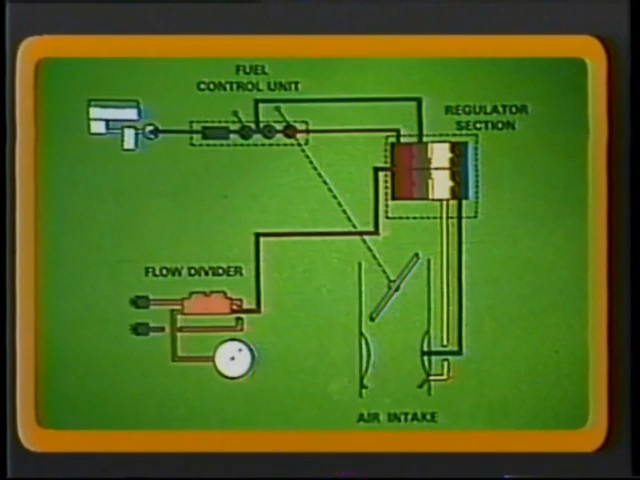 FUEL
CONTROL UNIT
REGULATOR
SECTION
FLOW DIVIDER
AIR INTAKE